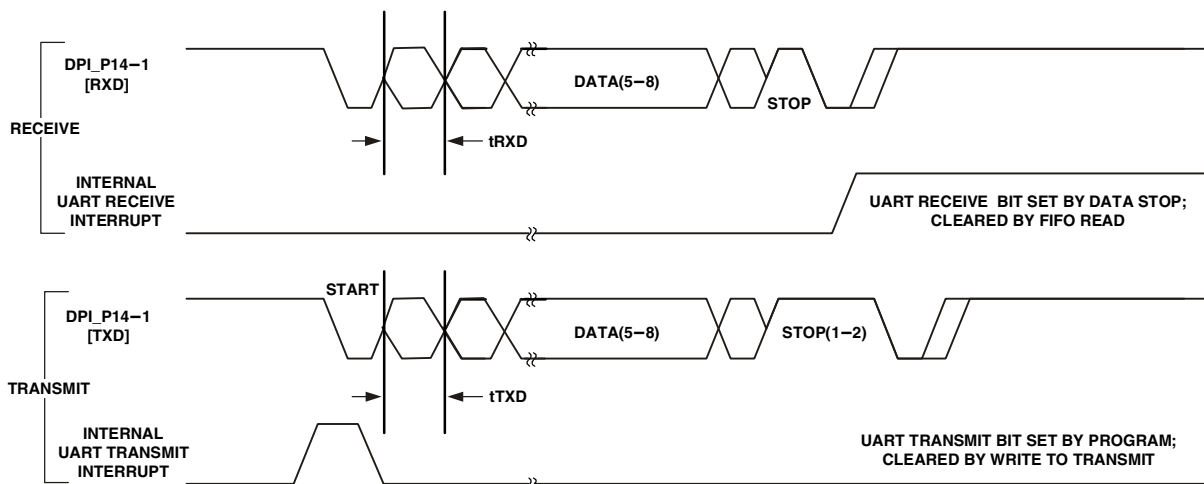 DPI_P14–1
[RXD]
DATA(5–8)
STOP
RECEIVE
tRXD
INTERNAL
UART RECEIVE
INTERRUPT
UART RECEIVE BIT SET BY DATA STOP;
CLEARED BY FIFO READ
START
DPI_P14–1
[TXD]
DATA(5–8)
STOP(1–2)
TRANSMIT
tTXD
INTERNAL
UART TRANSMIT
INTERRUPT
UART TRANSMIT BIT SET BY PROGRAM;
CLEARED BY WRITE TO TRANSMIT